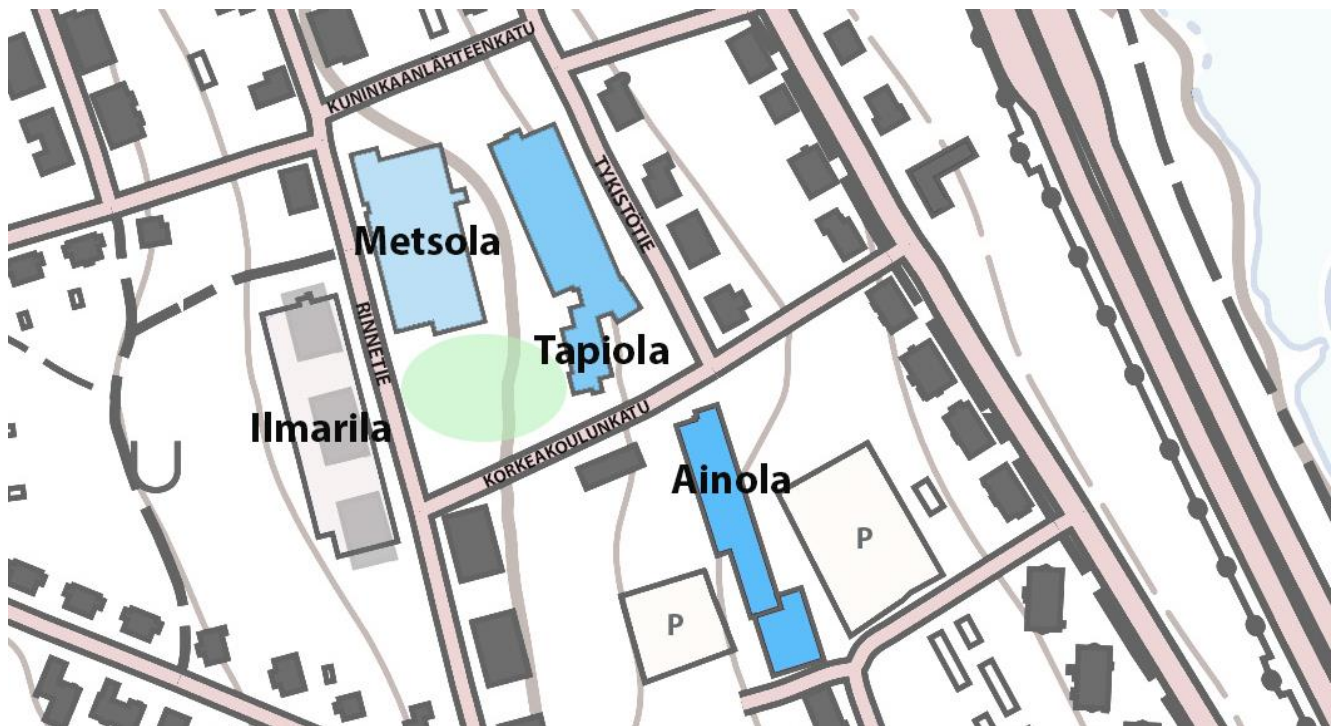 KUNINKAANLAHTEENKATU
TYKISTÖTIE
Metsola
RINNETIE
Tapiola
Ilmarila
KORKEAKOULUNKATU
Ainola
P
P